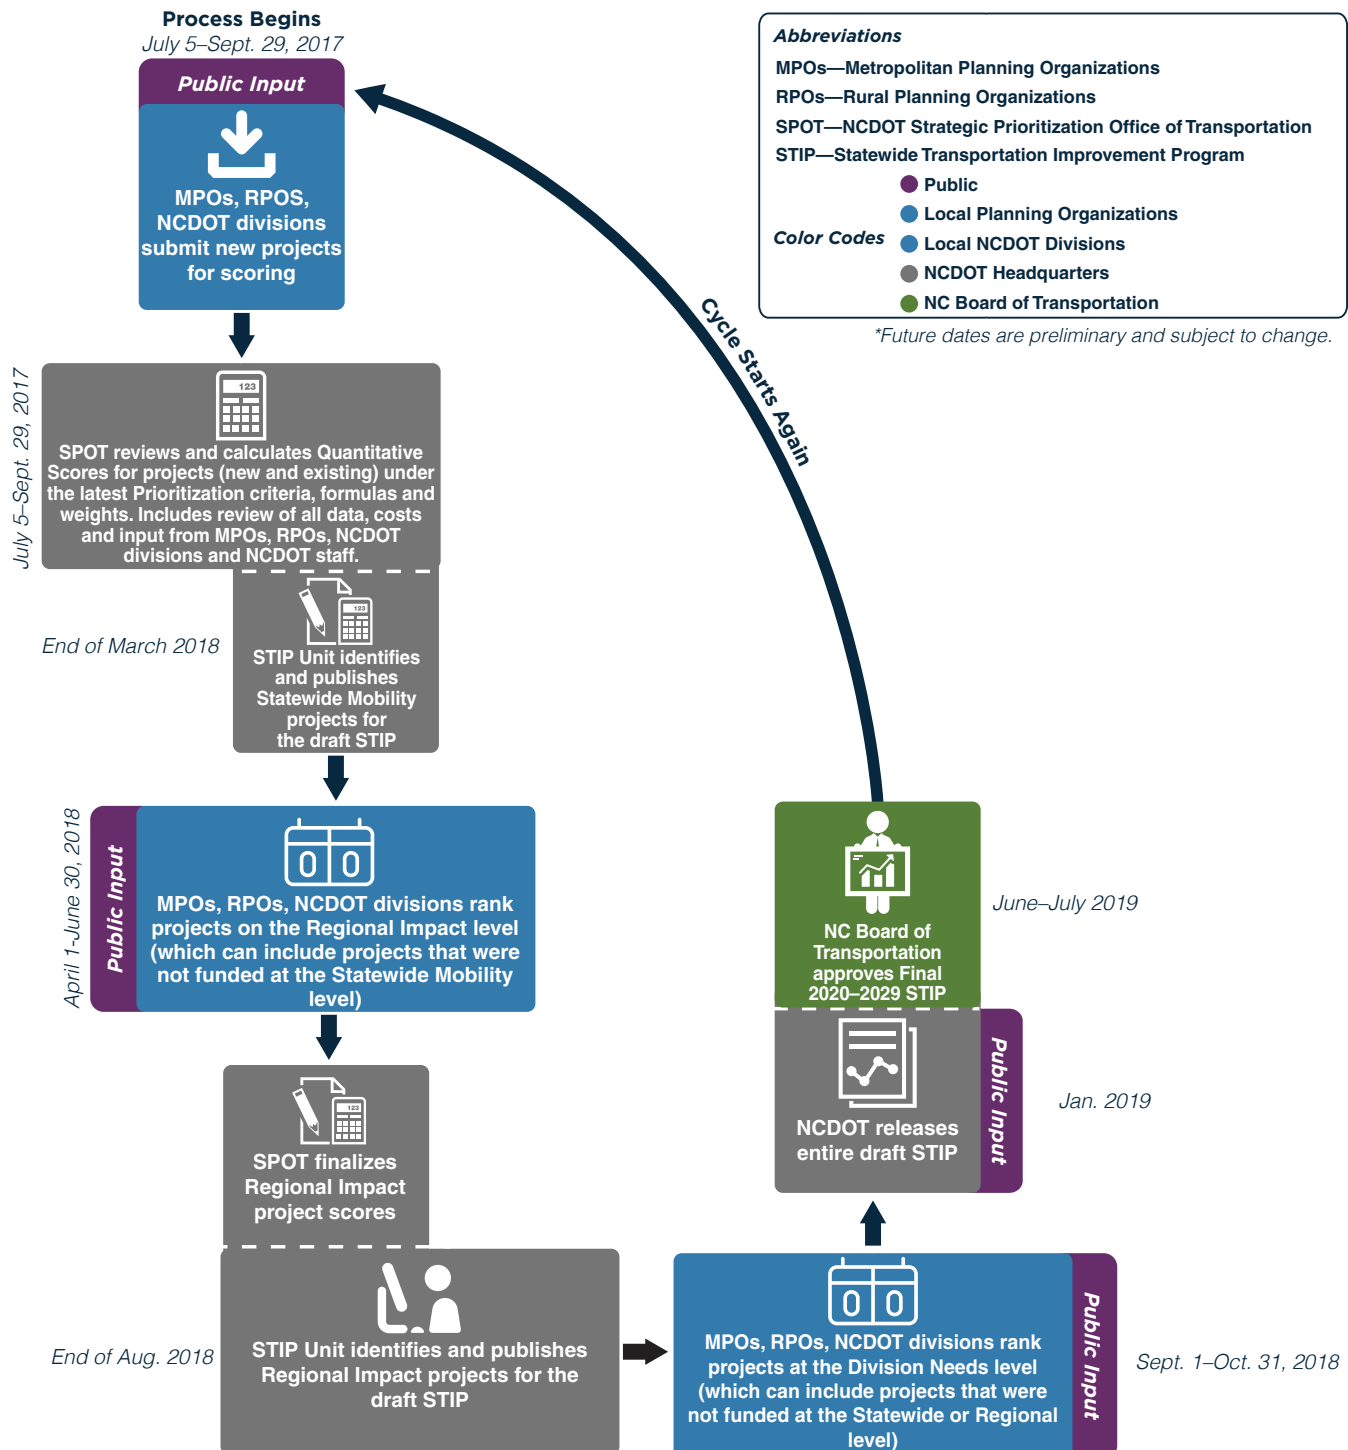 Process Begins
July 5–Sept. 29, 2017
Public Input
MPOs, RPOS,
NCDOT divisions
submit new projects
for scoring
Abbreviations
MPOs—Metropolitan Planning Organizations
RPOs—Rural Planning Organizations
SPOT—NCDOT Strategic Prioritization Office of Transportation
STIP—Statewide Transportation Improvement Program
Color Codes
Public
Local Planning Organizations
Local NCDOT Divisions
NCDOT Headquarters
NC Board of Transportation
*Future dates are preliminary and subject to change.
Cycle Starts Again
July 5–Sept. 29, 2017
123
SPOT reviews and calculates Quantitative
Scores for projects (new and existing) under
the latest Prioritization criteria, formulas and
weights. Includes review of all data, costs
and input from MPOs, RPOs, NCDOT
divisions and NCDOT staff.
End of March 2018
123
STIP Unit identifies
and publishes
Statewide Mobility
projects for
the draft STIP
April 1-June 30, 2018
Public Input
0 0
MPOs, RPOs, NCDOT divisions rank
projects on the Regional Impact level
(which can include projects that were
not funded at the Statewide Mobility
level)
123
SPOT finalizes
Regional Impact
project scores
End of Aug. 2018
STIP Unit identifies and publishes
Regional Impact projects for the
draft STIP
0 0
MPOs, RPOs, NCDOT divisions rank
projects at the Division Needs level
(which can include projects that were
not funded at the Statewide or Regional
level)
Public Input
Sept. 1–Oct. 31, 2018
NCDOT releases
entire draft STIP
Public Input
Jan. 2019
NC Board of
Transportation
approves Final
2020–2029 STIP
June–July 2019